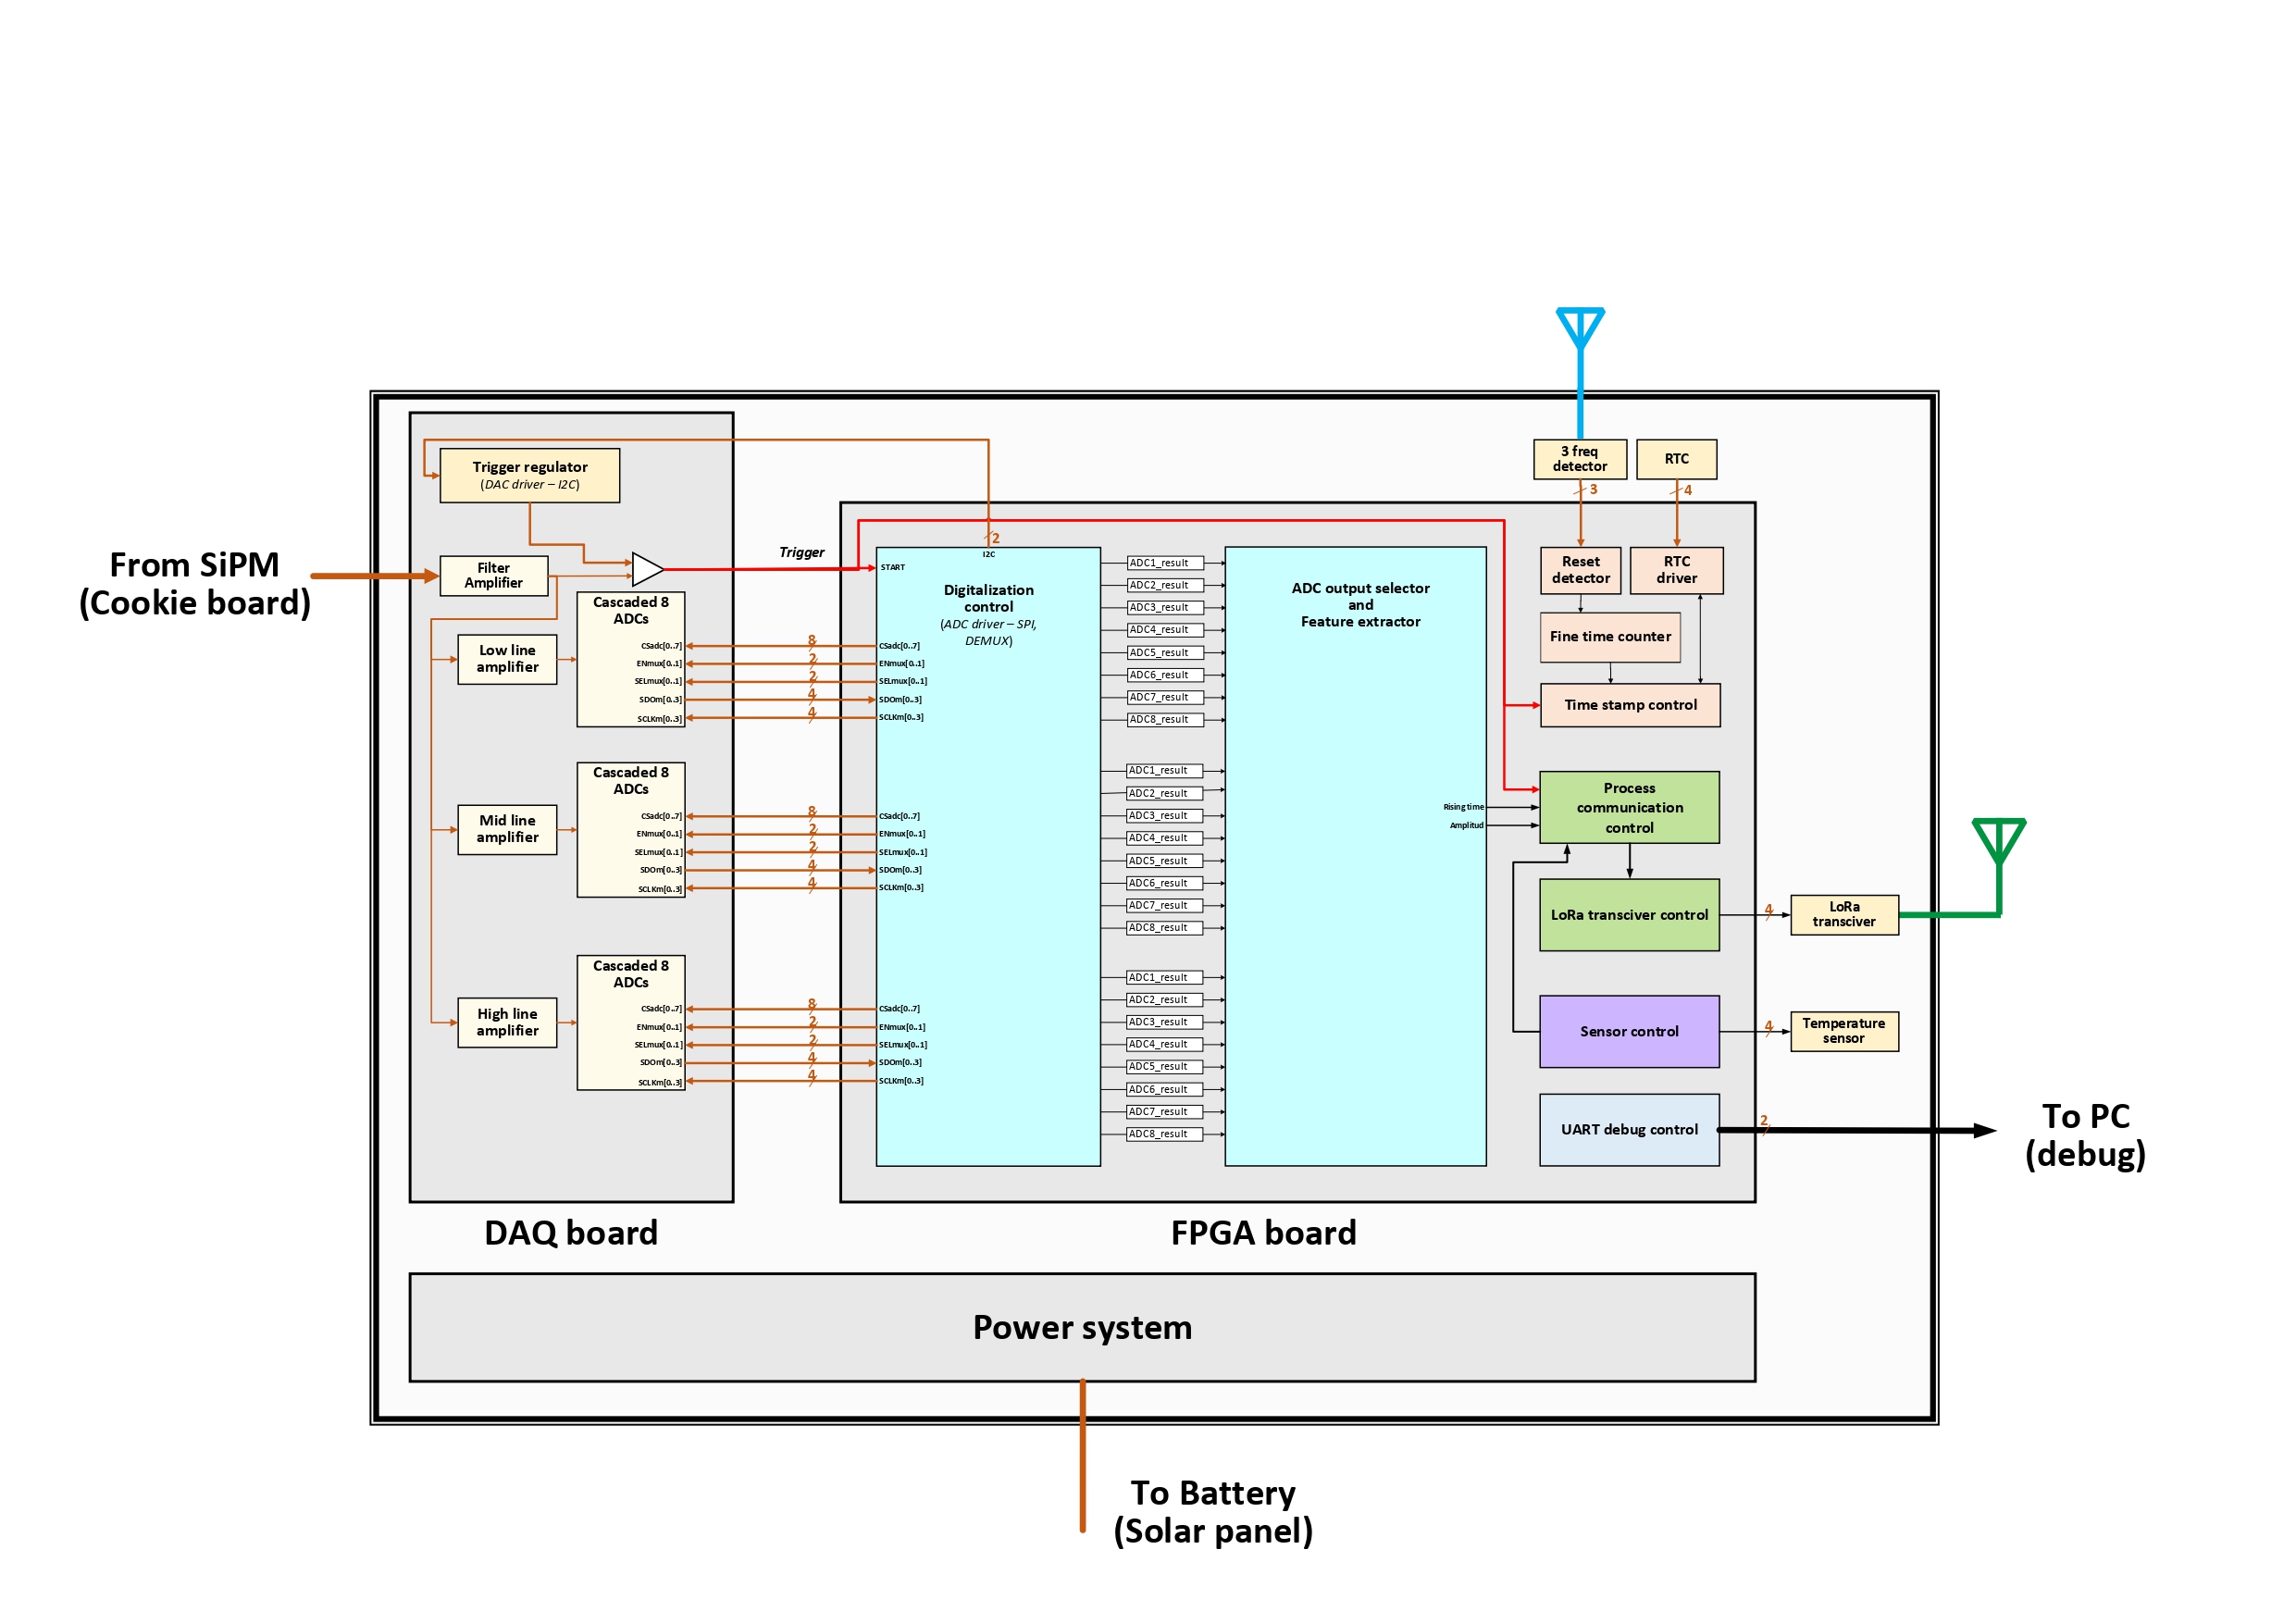 3 freq
detector
RTC
3
4
Trigger regulator
(DAC driver – I2C)
From SiPM
(Cookie board)
Filter
Amplifier
Trigger
2
I2C
START
Digitalization
control
(ADC driver – SPI,
DEMUX)
ADC output selector
and
Feature extractor
Reset
detector
RTC
driver
Fine time counter
Time stamp control
Low line
amplifier
Cascaded 8
ADCs
CSadc[0..7]
ENmux[0..1]
SELmux[0..1]
SDOm[0..3]
SCLKm[0..3]
8
2
2
4
4
CSadc[0..7]
ENmux[0..1]
SELmux[0..1]
SDOm[0..3]
SCLKm[0..3]
ADC1_result
ADC2_result
ADC3_result
ADC4_result
ADC5_result
ADC6_result
ADC7_result
ADC8_result
Mid line
amplifier
Cascaded 8
ADCs
CSadc[0..7]
ENmux[0..1]
SELmux[0..1]
SDOm[0..3]
SCLKm[0..3]
8
2
2
4
4
CSadc[0..7]
ENmux[0..1]
SELmux[0..1]
SDOm[0..3]
SCLKm[0..3]
ADC1_result
ADC2_result
ADC3_result
ADC4_result
ADC5_result
ADC6_result
ADC7_result
ADC8_result
Rising time
Amplitud
Process
communication
control
LoRa transciver control
4
LoRa
transciver
High line
amplifier
Cascaded 8
ADCs
CSadc[0..7]
ENmux[0..1]
SELmux[0..1]
SDOm[0..3]
SCLKm[0..3]
8
2
2
4
4
CSadc[0..7]
ENmux[0..1]
SELmux[0..1]
SDOm[0..3]
SCLKm[0..3]
ADC1_result
ADC2_result
ADC3_result
ADC4_result
ADC5_result
ADC6_result
ADC7_result
ADC8_result
Sensor control
4
Temperature
sensor
UART debug control
2
To PC
(debug)
DAQ board
FPGA board
Power system
To Battery
(Solar panel)